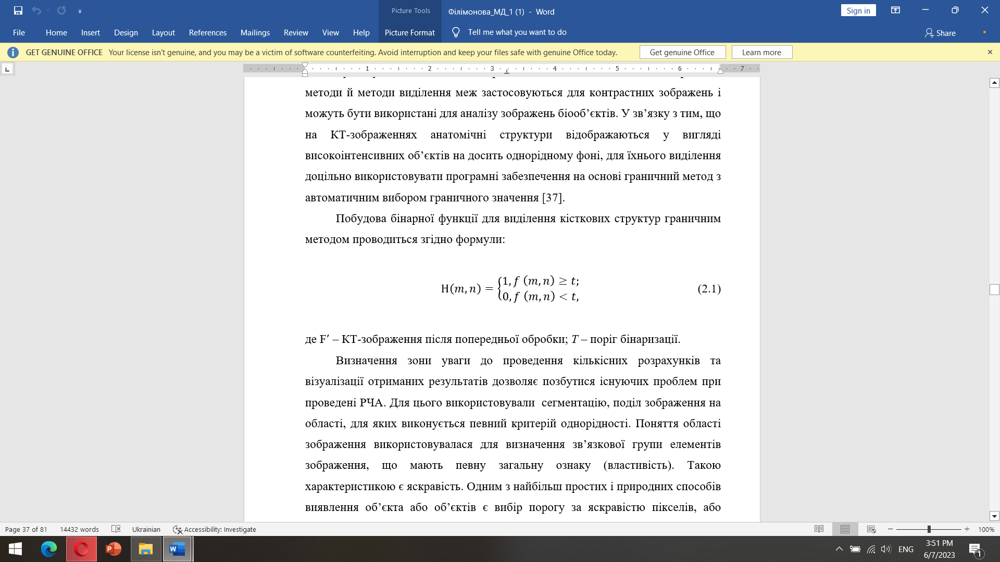 Picture Tools
Філімонова_МД_1 (1) - Word
Sign in
File Home Insert Design Layout References Mailings Review View Help Picture Format Tell me what you want to do Share
GET GENUINE OFFICE Your license isn't genuine, and you may be a victim of software counterfeiting. Avoid interruption and keep your files safe with genuine Office today. Get genuine Office Learn more
1 2 3 4 5 6 7
методи й методи виділення меж застосовуються для контрастних зображень і
можуть бути використані для аналізу зображень біооб’єктів. У зв’язку з тим, що
на КТ-зображеннях анатомічні структури відображаються у вигляді
високоінтенсивних об’єктів на досить однорідному фоні, для їхнього виділення
доцільно використовувати програмні забезпечення на основі граничний метод з
автоматичним вибором граничного значення [37].
Побудова бінарної функції для виділення кісткових структур граничним
методом проводиться згідно формули:
H(m, n) = {1, f (m, n) ≥ t;
0, f (m, n) < t, (2.1)
де F′ – КТ-зображення після попередньої обробки; T – поріг бінаризації.
Визначення зони уваги до проведення кількісних розрахунків та
візуалізації отриманих результатів дозволяє позбутися існуючих проблем при
проведені РЧА. Для цього використовували сегментацію, поділ зображення на
області, для яких виконується певний критерій однорідності. Поняття області
зображення використовувалася для визначення зв’язкової групи елементів
зображення, що мають певну загальну ознаку (властивість). Такою
характеристикою є яскравість. Одним з найбільш простих і природних способів
виявлення об’єкта або об’єктів є вибір порогу за яскравістю пікселів, або
Page 37 of 81 14432 words Ukrainian Accessibility: Investigate 100%
ENG
3:51 PM
6/7/2023
1